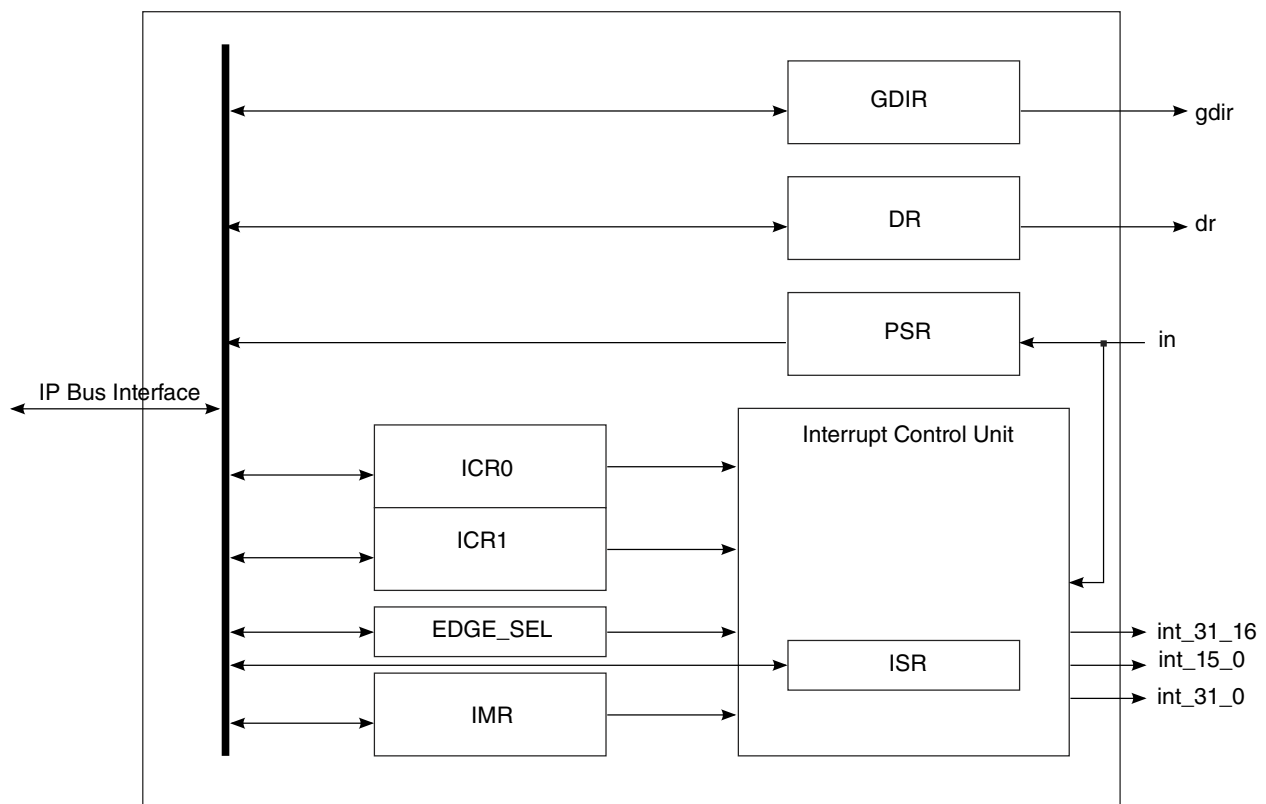 GDIR
gdir
DR
dr
PSR
in
IP Bus Interface
Interrupt Control Unit
ICR0
ICR1
EDGE_SEL
int_31_16
ISR
int_15_0
int_31_0
IMR